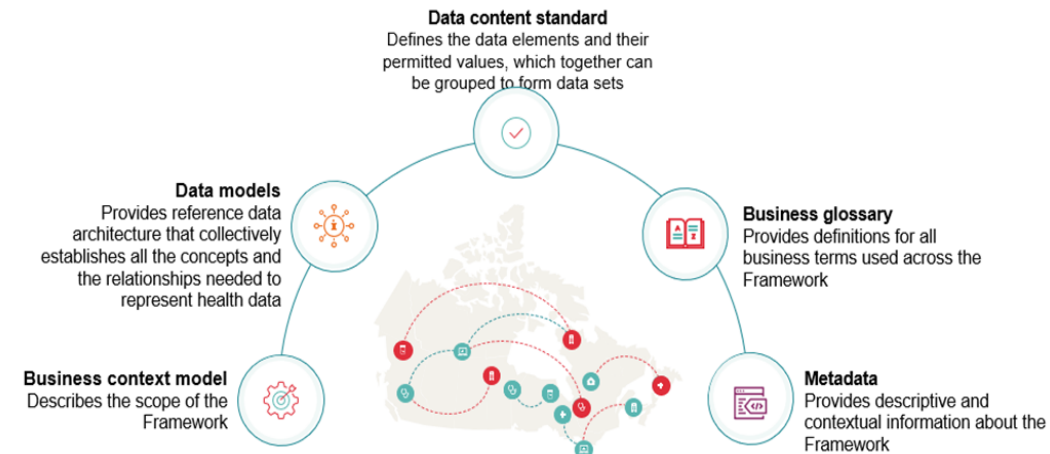 Data content standard
Defines the data elements and their
permitted values, which together can
be grouped to form data sets
Data models
Provides reference data
architecture that collectively
establishes all the concepts and
the relationships needed to
represent health data
Business glossary
Provides definitions for all
business terms used across the
Framework
Business context model
Describes the scope of the
Framework
Metadata
Provides descriptive and
contextual information about the
Framework
A
Z